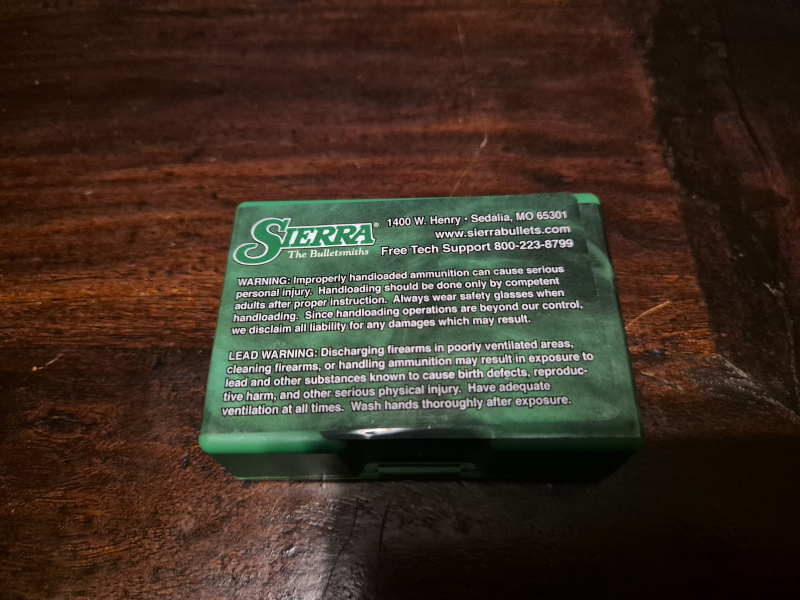 SIERRA®
The Bulletsmiths
1400 W. Henry • Sedalia, MO 65301
www.sierrabullets.com
Free Tech Support 800-223-8799
WARNING: Improperly handloaded ammunition can cause serious
personal injury. Handloading should be done only by competent
adults after proper instruction. Always wear safety glasses when
handloading. Since handloading operations are beyond our control,
we disclaim all liability for any damages which may result.
LEAD WARNING: Discharging firearms in poorly ventilated areas,
cleaning firearms, or handling ammunition may result in exposure to
lead and other substances known to cause birth defects, reproduc-
tive harm, and other serious physical injury. Have adequate
ventilation at all times. Wash hands thoroughly after exposure.